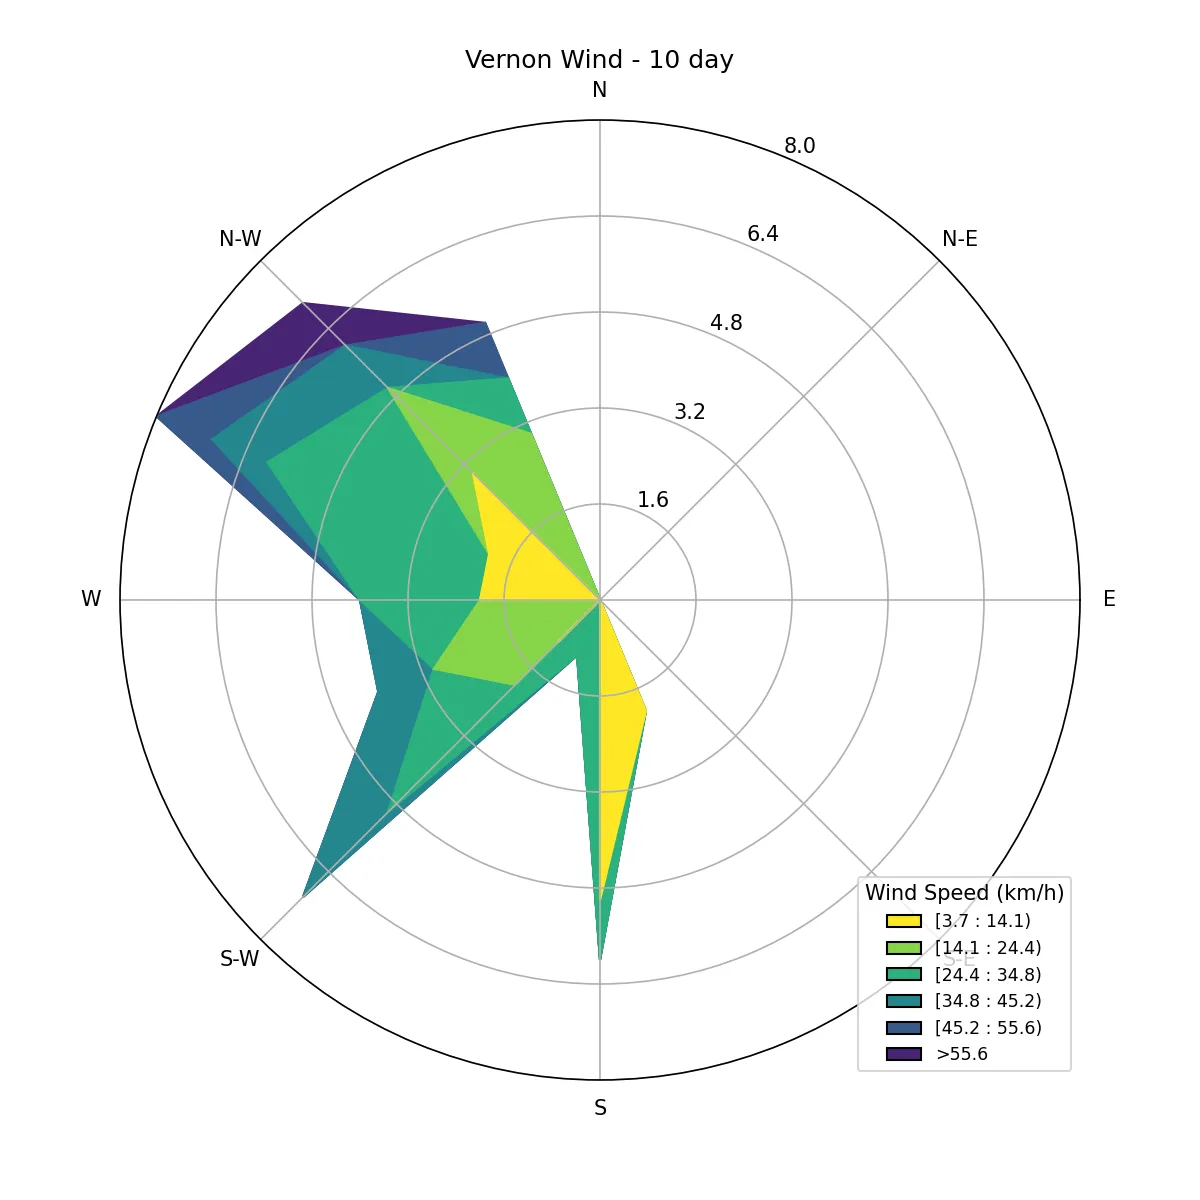 Vernon Wind - 10 day
N
8.0
N-W
6.4
N-E
4.8
3.2
1.6
W
E
Wind Speed (km/h)
[3.7 : 14.1)
[14.1 : 24.4)
S-W
S-E
[24.4 : 34.8)
[34.8 : 45.2)
[45.2 : 55.6)
>55.6
S